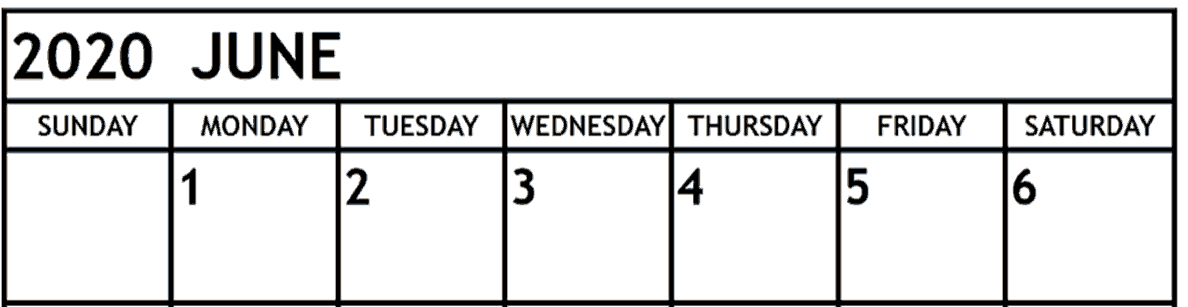 2020 JUNE
SUNDAY MONDAY TUESDAY WEDNESDAY THURSDAY FRIDAY SATURDAY
1 2 3 4 5 6